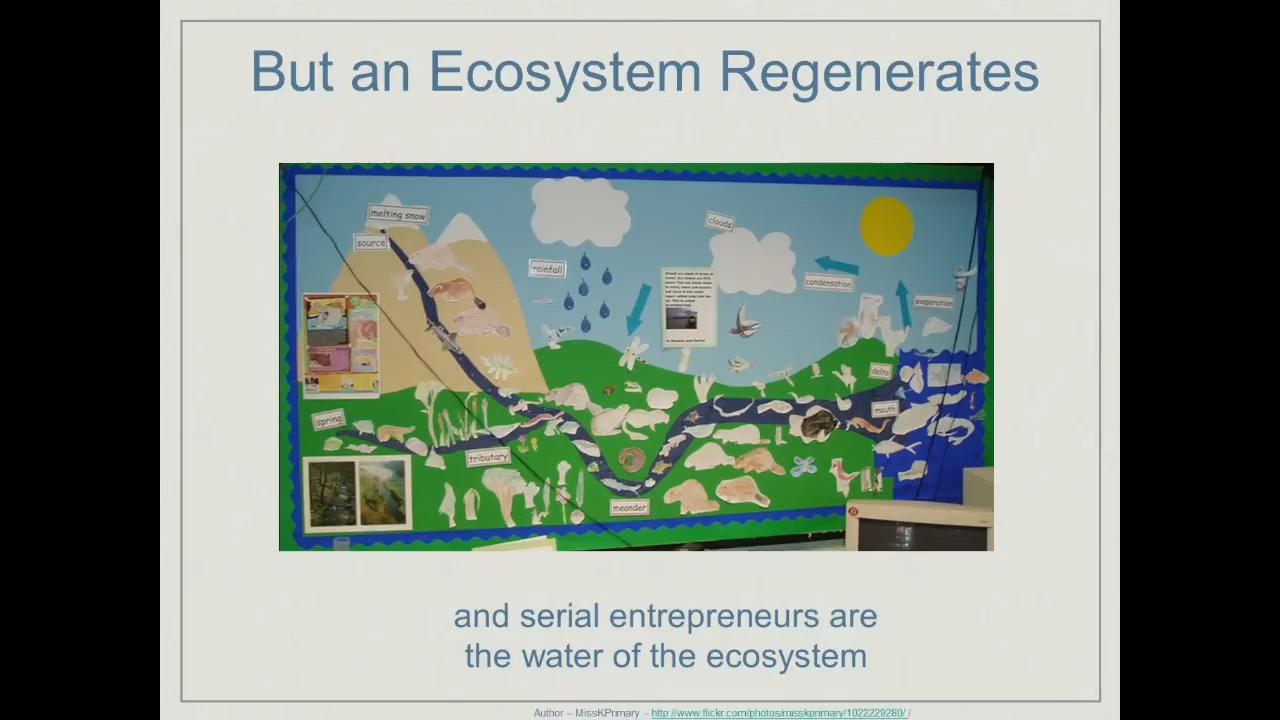 But an Ecosystem Regenerates
melting snow
source
clouds
rainfall
condensation
evaporation
delta
mouth
spring
tributary
meander
and serial entrepreneurs are
the water of the ecosystem
Author – MissKPrimary - http://www.flickr.com/photos/misskprimary/1022229280/ /